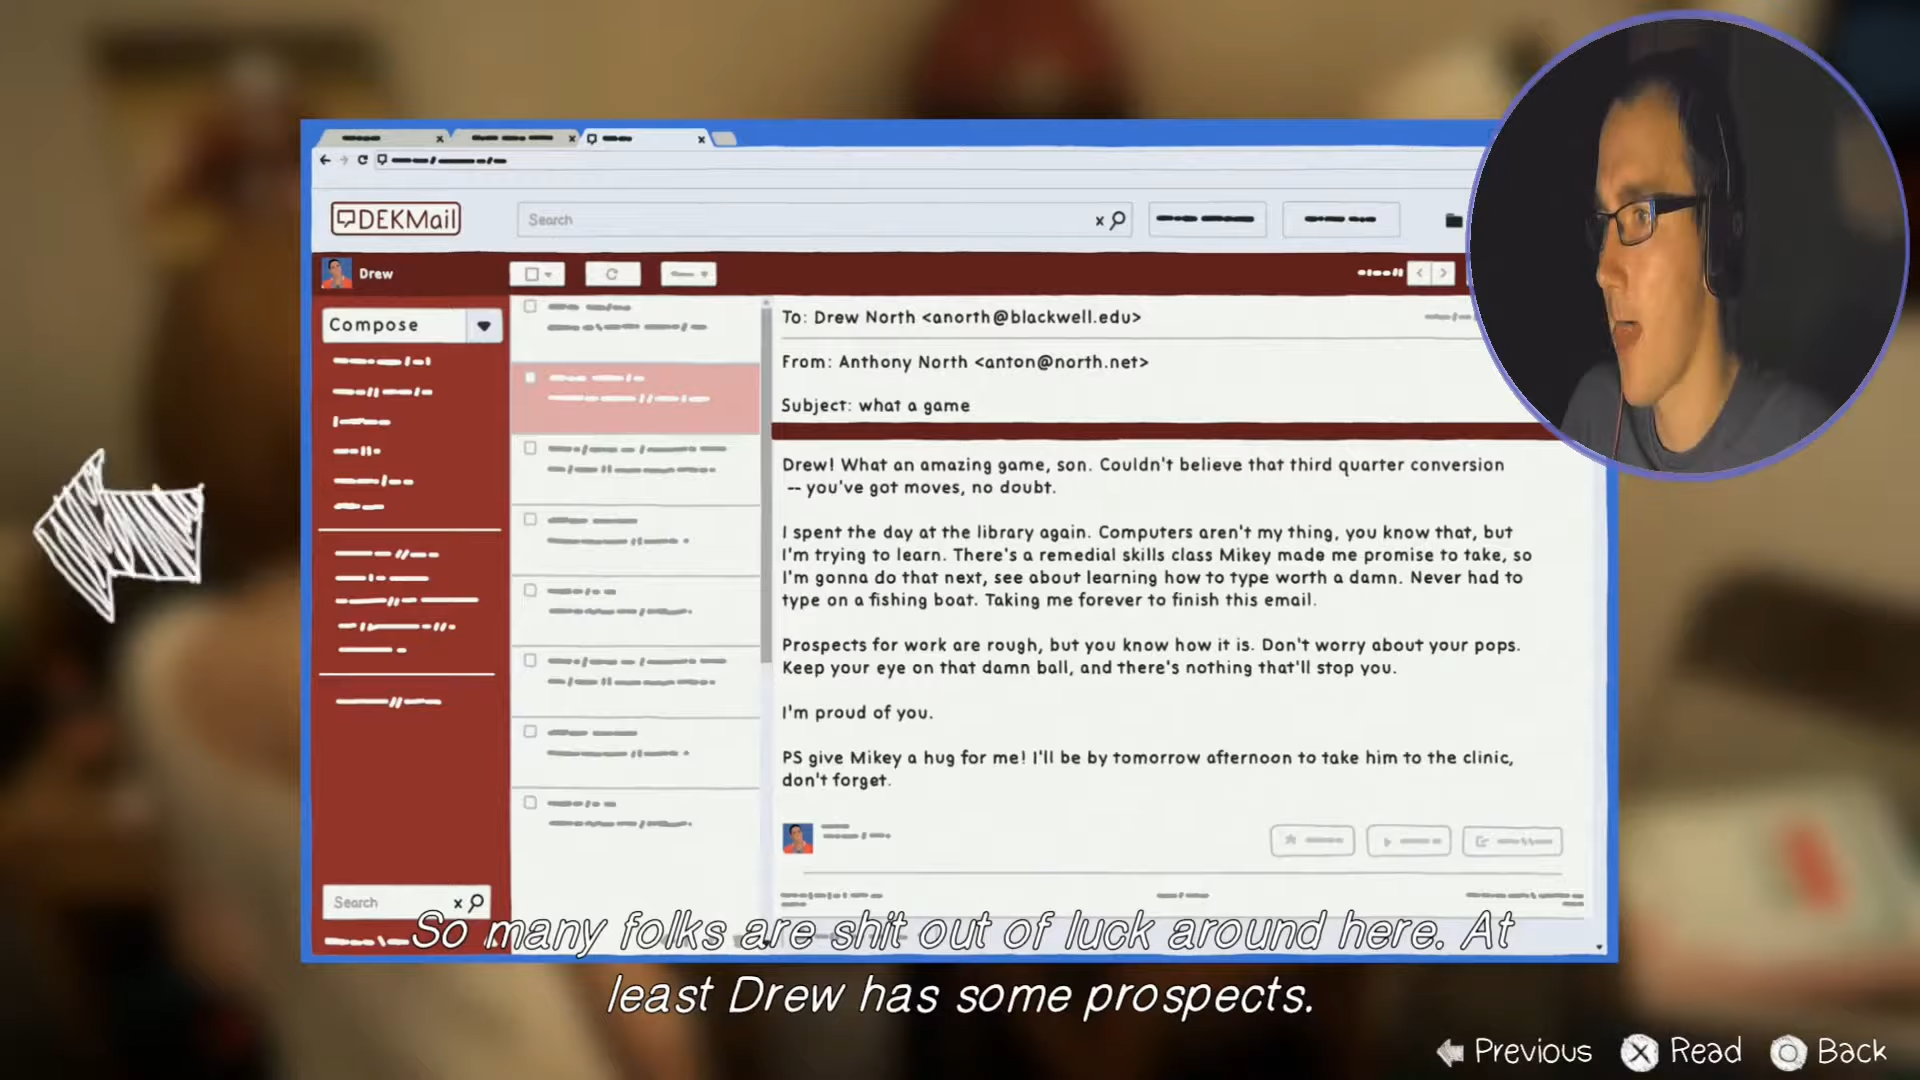 DEKMail
Search
x
Drew
Compose
To: Drew North <anorth@blackwell.edu>
From: Anthony North <anton@north.net>
Subject: what a game
Drew! What an amazing game, son. Couldn't believe that third quarter conversion
-- you've got moves, no doubt.
I spent the day at the library again. Computers aren't my thing, you know that, but
I'm trying to learn. There's a remedial skills class Mikey made me promise to take, so
I'm gonna do that next, see about learning how to type worth a damn. Never had to
type on a fishing boat. Taking me forever to finish this email.
Prospects for work are rough, but you know how it is. Don't worry about your pops.
Keep your eye on that damn ball, and there's nothing that'll stop you.
I'm proud of you.
PS give Mikey a hug for me! I'll be by tomorrow afternoon to take him to the clinic,
don't forget.
Search x
So many folks are shit out of luck around here. At
least Drew has some prospects.
Previous X Read Back